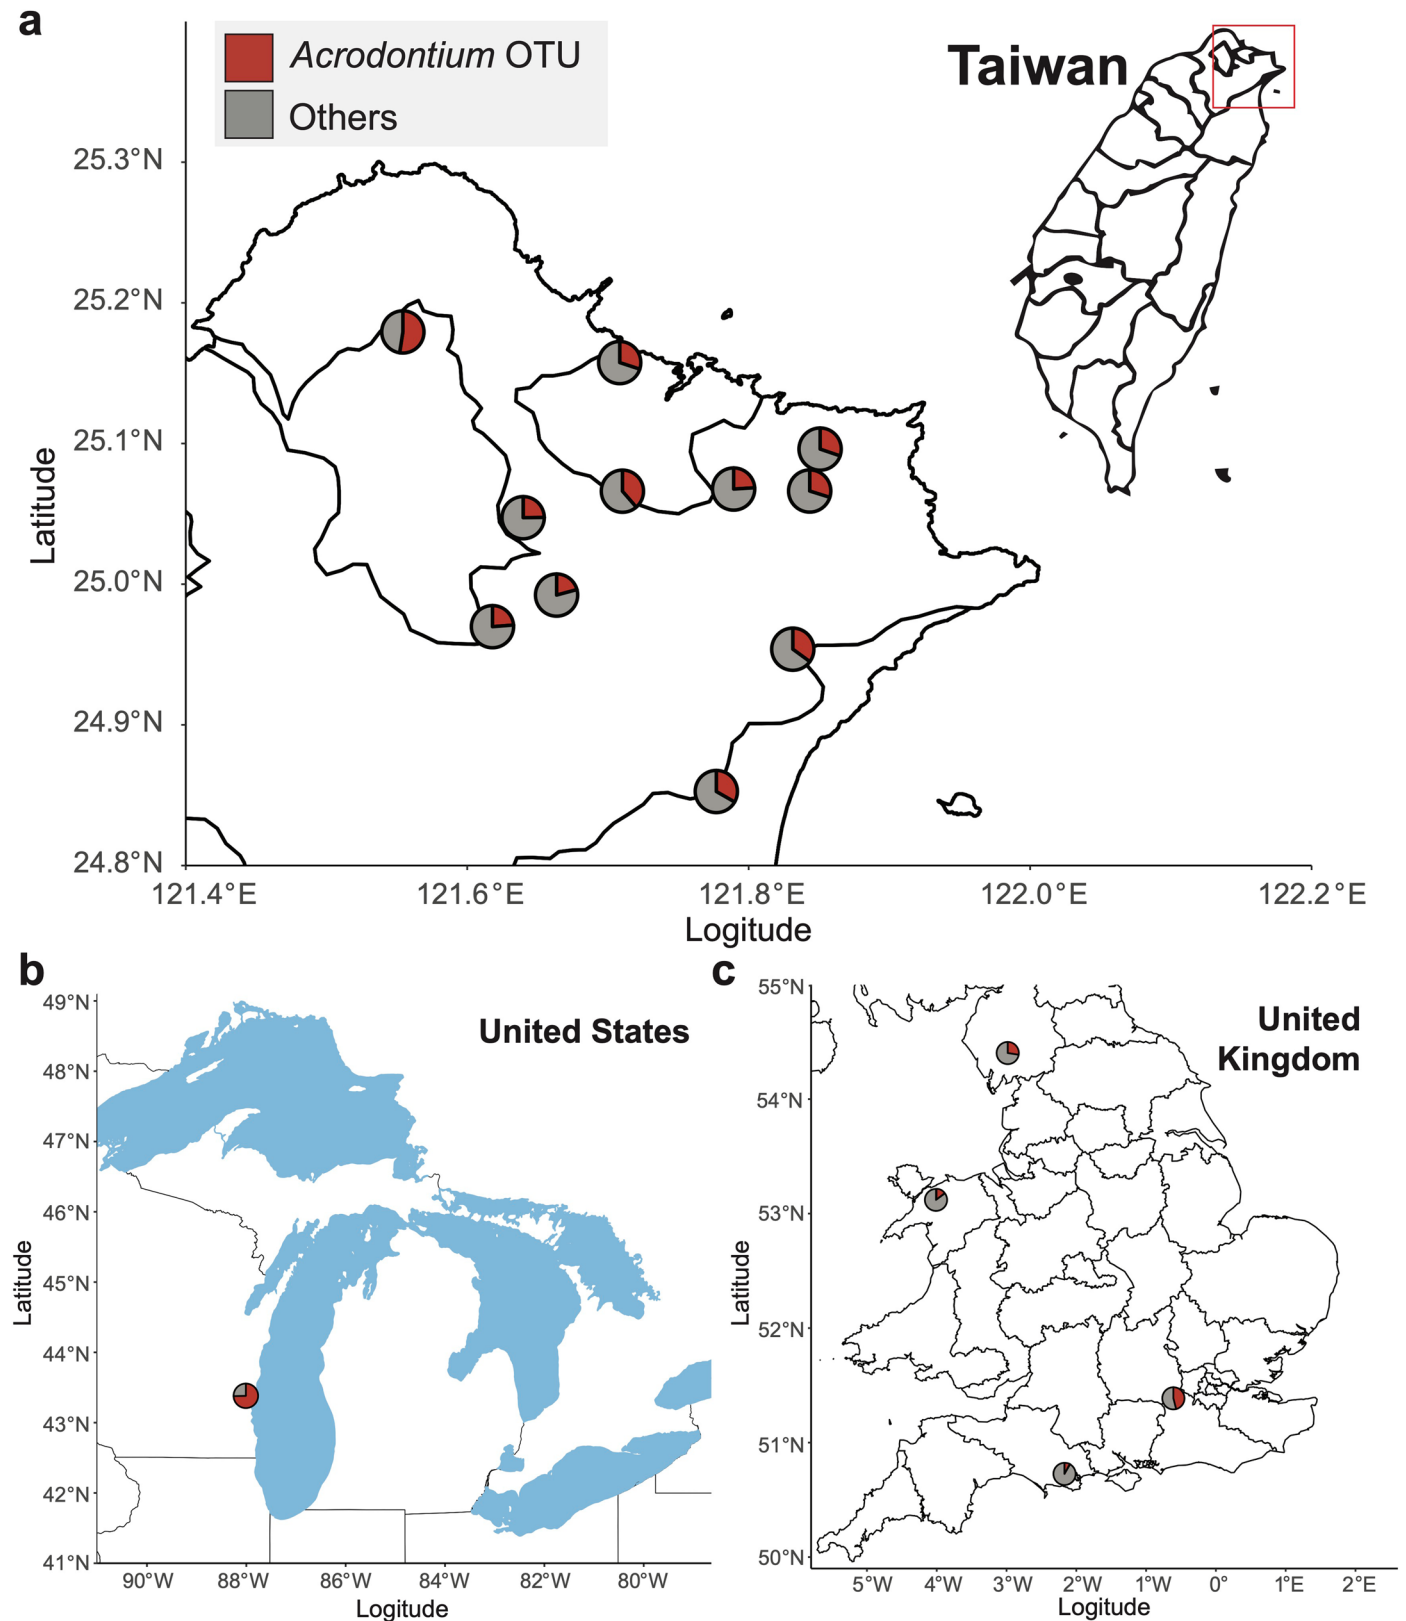 a
Acrodontium OTU
Others
Taiwan
25.3°N
25.2°N
25.1°N
25.0°N
24.9°N
24.8°N
Latitude
121.4°E 121.6°E 121.8°E 122.0°E 122.2°E
Logitude
b
United States
49°N
48°N
47°N
46°N
45°N
44°N
43°N
42°N
41°N
Latitude
90°W 88°W 86°W 84°W 82°W 80°W
Logitude
c
United
Kingdom
55°N
54°N
53°N
52°N
51°N
50°N
Latitude
5°W 4°W 3°W 2°W 1°W 0° 1°E 2°E
Logitude